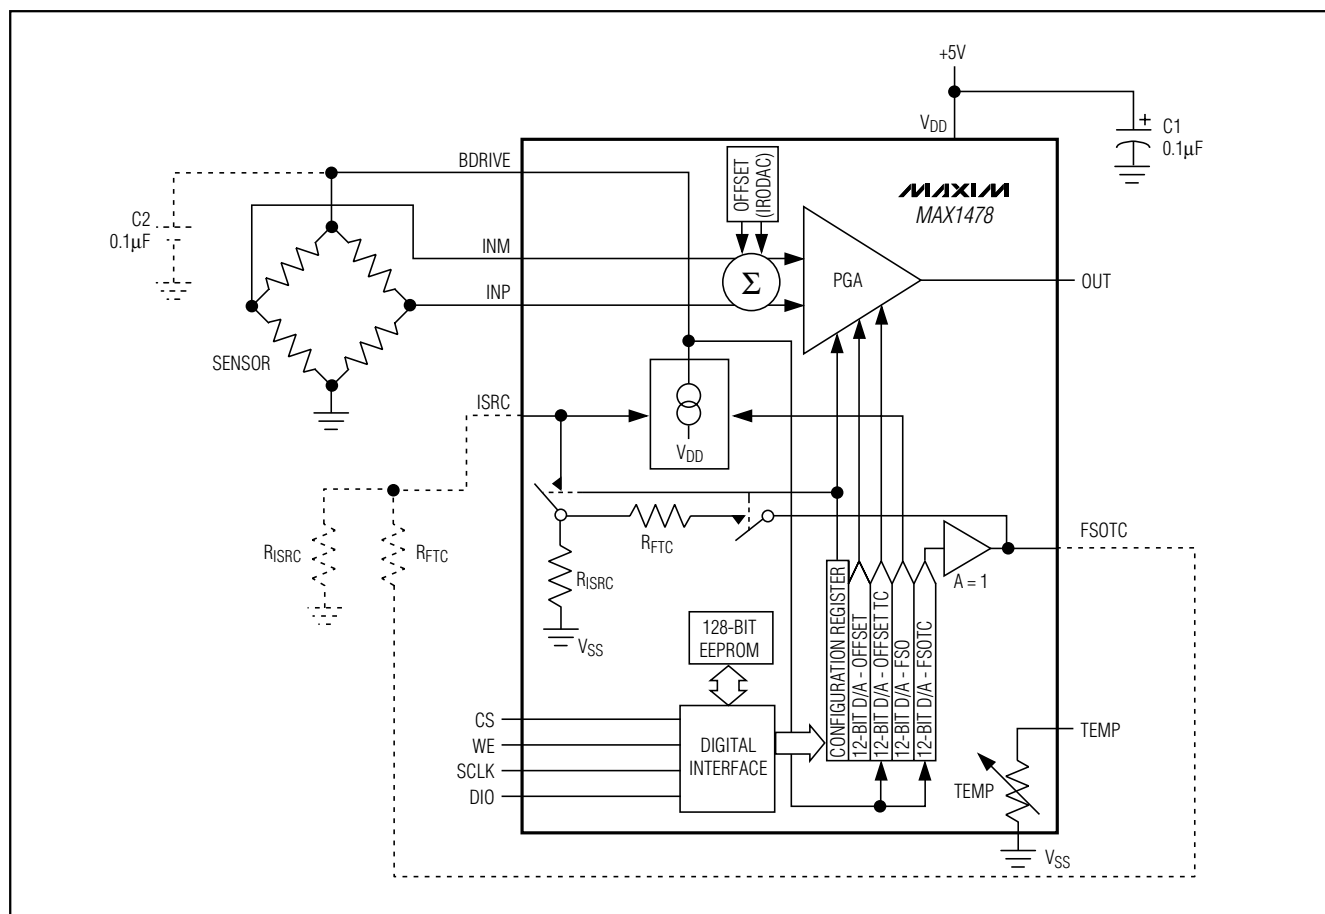 +5V
VDD
C1
0.1µF
BDRIVE
OFFSET
(IRODAC)
MAXIM
MAX1478
C2
0.1µF
INM
Σ
PGA
OUT
INP
SENSOR
ISRC
VDD
RISRC
RFTC
RFTC
RISRC
VSS
A = 1
FSOTC
128-BIT
EEPROM
CONFIGURATION REGISTER
12-BIT D/A - OFFSET
12-BIT D/A - OFFSET TC
12-BIT D/A - FSO
12-BIT D/A - FSOTC
CS
WE
SCLK
DIO
DIGITAL
INTERFACE
TEMP
TEMP
VSS